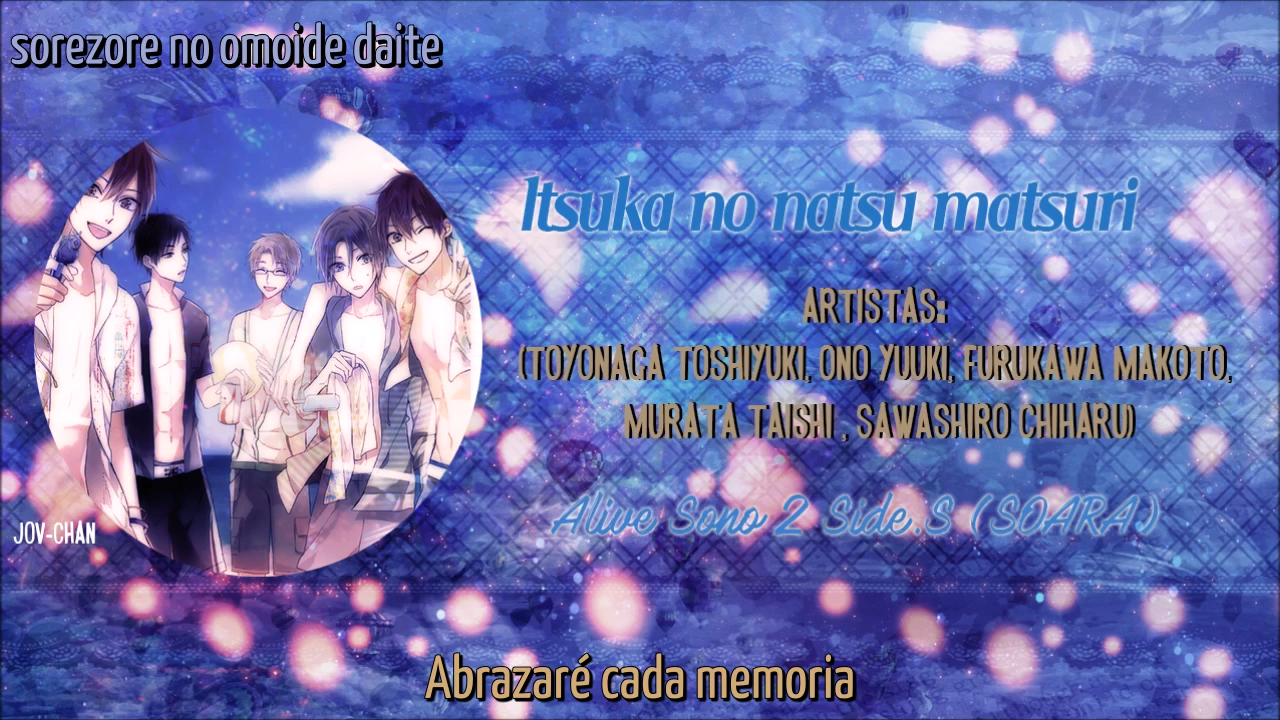 sorezore no omoide daite
Itsuka no natsu matsuri
ARTISTAS:
(TOYONAGA TOSHIYUKI, ONO YUUKI, FURUKAWA MAKOTO,
MURATA TAISHI , SAWASHIRO CHIHARU)
Alive Sono 2 Side.S (SOARA)
JOV-CHAN
Abrazaré cada memoria